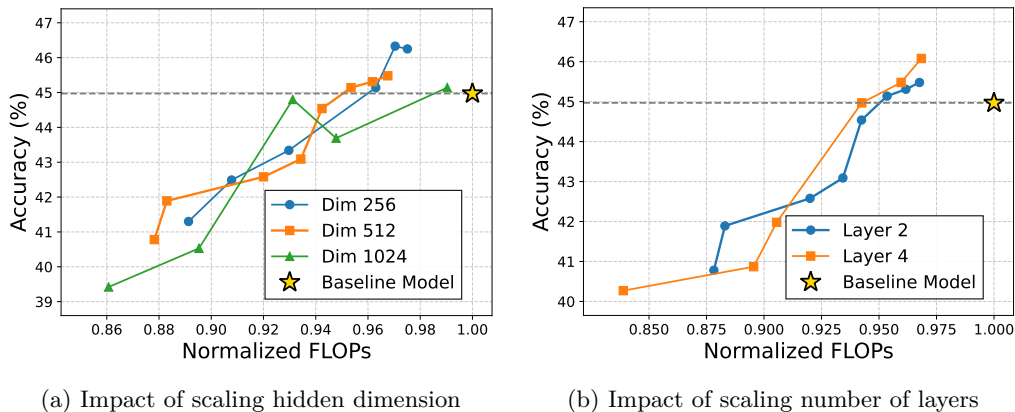 47
46
45
44
43
42
41
40
39
0.86 0.88 0.90 0.92 0.94 0.96 0.98 1.00
Accuracy (%)
Normalized FLOPs
Dim 256
Dim 512
Dim 1024
Baseline Model
(a) Impact of scaling hidden dimension
47
46
45
44
43
42
41
40
0.850 0.875 0.900 0.925 0.950 0.975 1.000
Accuracy (%)
Normalized FLOPs
Layer 2
Layer 4
Baseline Model
(b) Impact of scaling number of layers